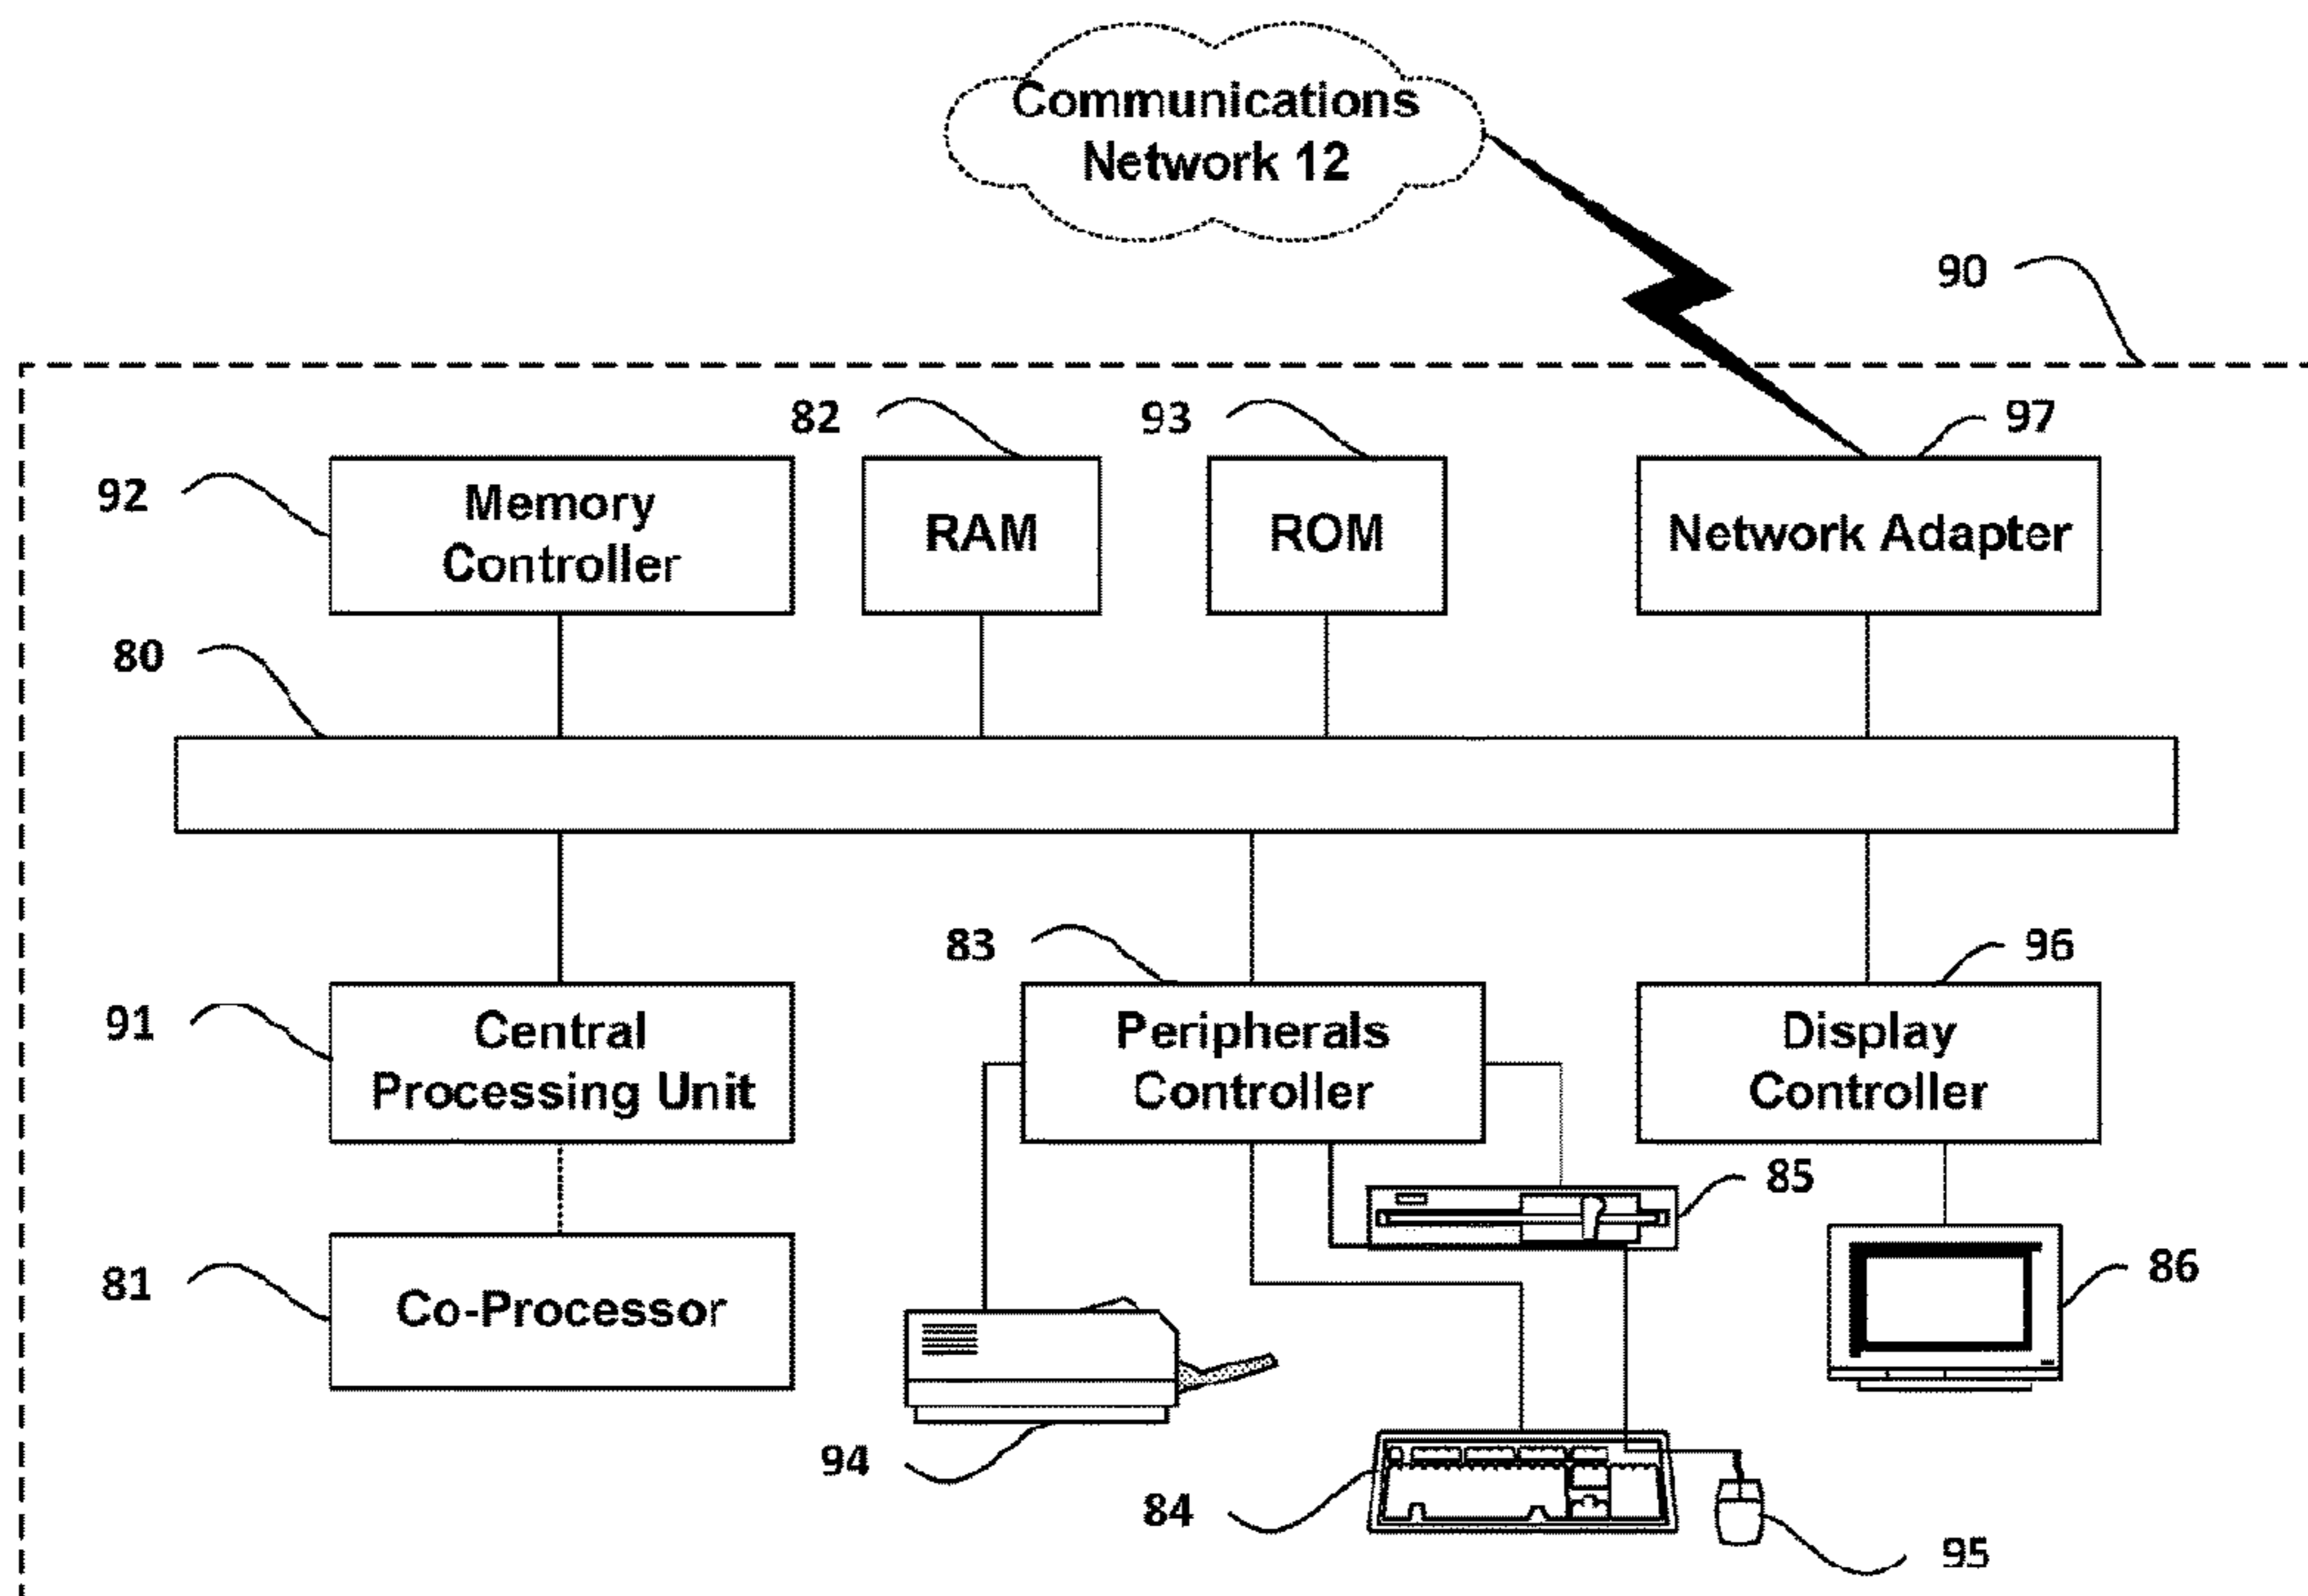 Communications
Network 12
90
82
93
97
92
Memory
Controller
RAM
ROM
Network Adapter
80
83
96
91
Central
Processing Unit
Peripherals
Controller
Display
Controller
85
81
Co-Processor
86
94
84
95